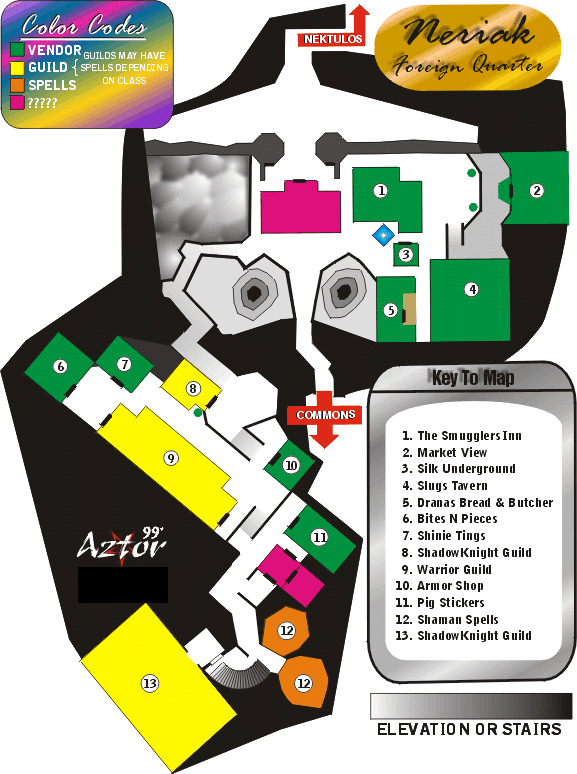 Color Codes
VENDOR
GUILD { GUILDS MAY HAVE
SPELLS DEPENDING
ON CLASS
SPELLS
?????
NEKTULOS
Neriak
Foreign Quarter
1
2
3
4
5
6
7
8
9
10
11
12
12
13
COMMONS
Aztor 99'
Key To Map
1. The Smugglers Inn
2. Market View
3. Silk Underground
4. Slugs Tavern
5. Dranas Bread & Butcher
6. Bites N Pieces
7. Shinie Tings
8. ShadowKnight Guild
9. Warrior Guild
10. Armor Shop
11. Pig Stickers
12. Shaman Spells
13. ShadowKnight Guild
ELEVATION OR STAIRS